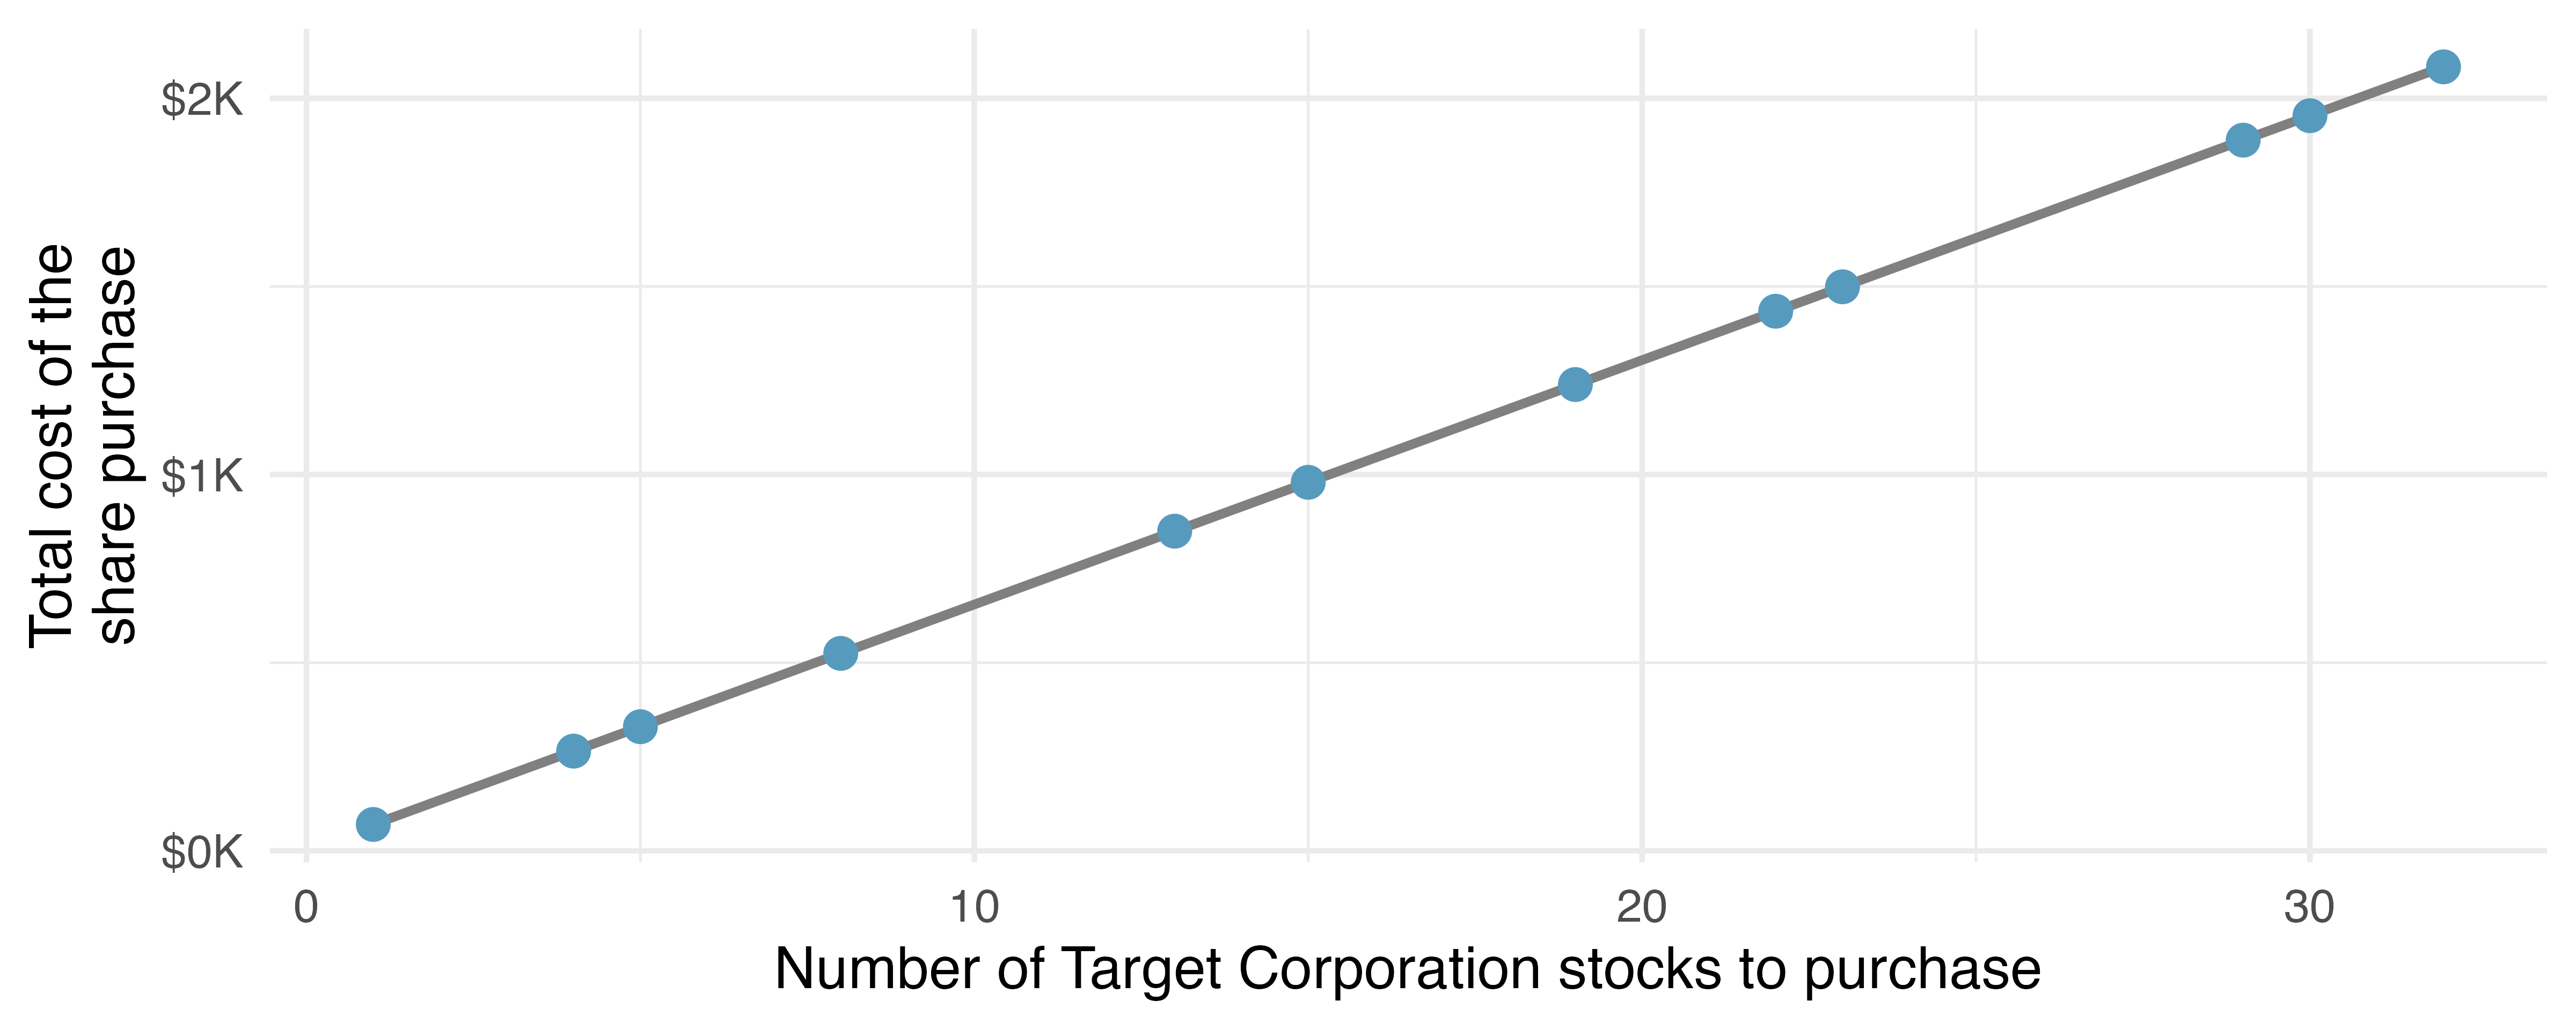 Total cost of the
share purchase
$2K
$1K
$0K
0
10
20
30
Number of Target Corporation stocks to purchase